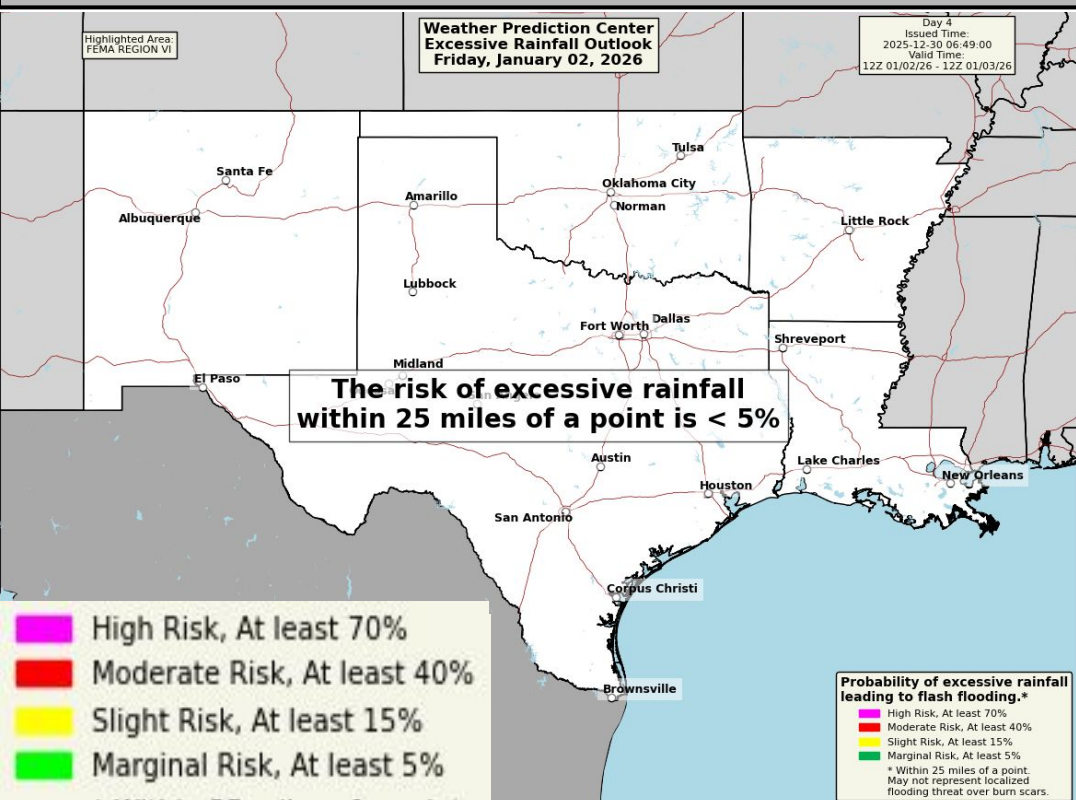 Highlighted Area:
FEMA REGION VI
Weather Prediction Center
Excessive Rainfall Outlook
Friday, January 02, 2026
Day 4
Issued Time:
2025-12-30 06:49:00
Valid Time:
12Z 01/02/26 - 12Z 01/03/26
Tulsa
Santa Fe
Oklahoma City
Amarillo
Norman
Albuquerque
Little Rock
Lubbock
Dallas
Fort Worth
Shreveport
Midland
El Paso
The risk of excessive rainfall
within 25 miles of a point is < 5%
Austin
Lake Charles
New Orleans
Houston
San Antonio
Corpus Christi
Brownsville
High Risk, At least 70%
Moderate Risk, At least 40%
Slight Risk, At least 15%
Marginal Risk, At least 5%
Probability of excessive rainfall
leading to flash flooding.*
High Risk, At least 70%
Moderate Risk, At least 40%
Slight Risk, At least 15%
Marginal Risk, At least 5%
* Within 25 miles of a point.
May not represent localized
flooding threat over burn scars.